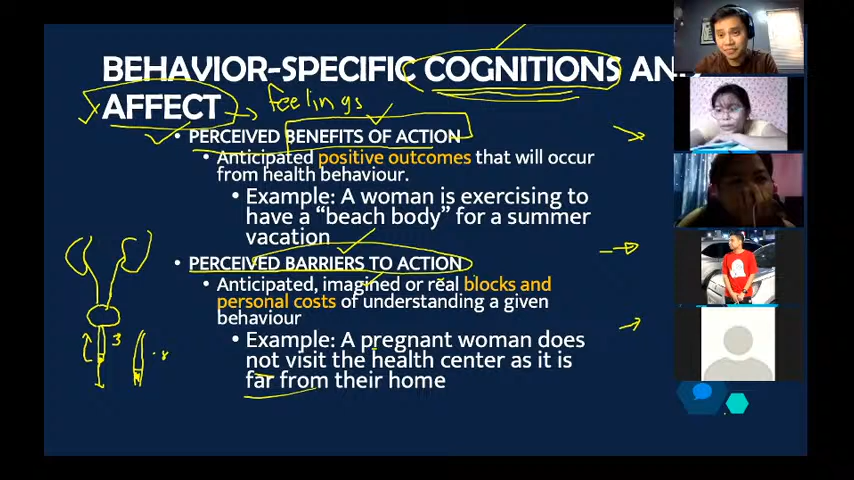 BEHAVIOR-SPECIFIC COGNITIONS AND
AFFECT
feelings
PERCEIVED BENEFITS OF ACTION
Anticipated positive outcomes that will occur
from health behaviour.
Example: A woman is exercising to
have a "beach body" for a summer
vacation
PERCEIVED BARRIERS TO ACTION
Anticipated, imagined or real blocks and
personal costs of understanding a given
behaviour
Example: A pregnant woman does
not visit the health center as it is
far from their home
3